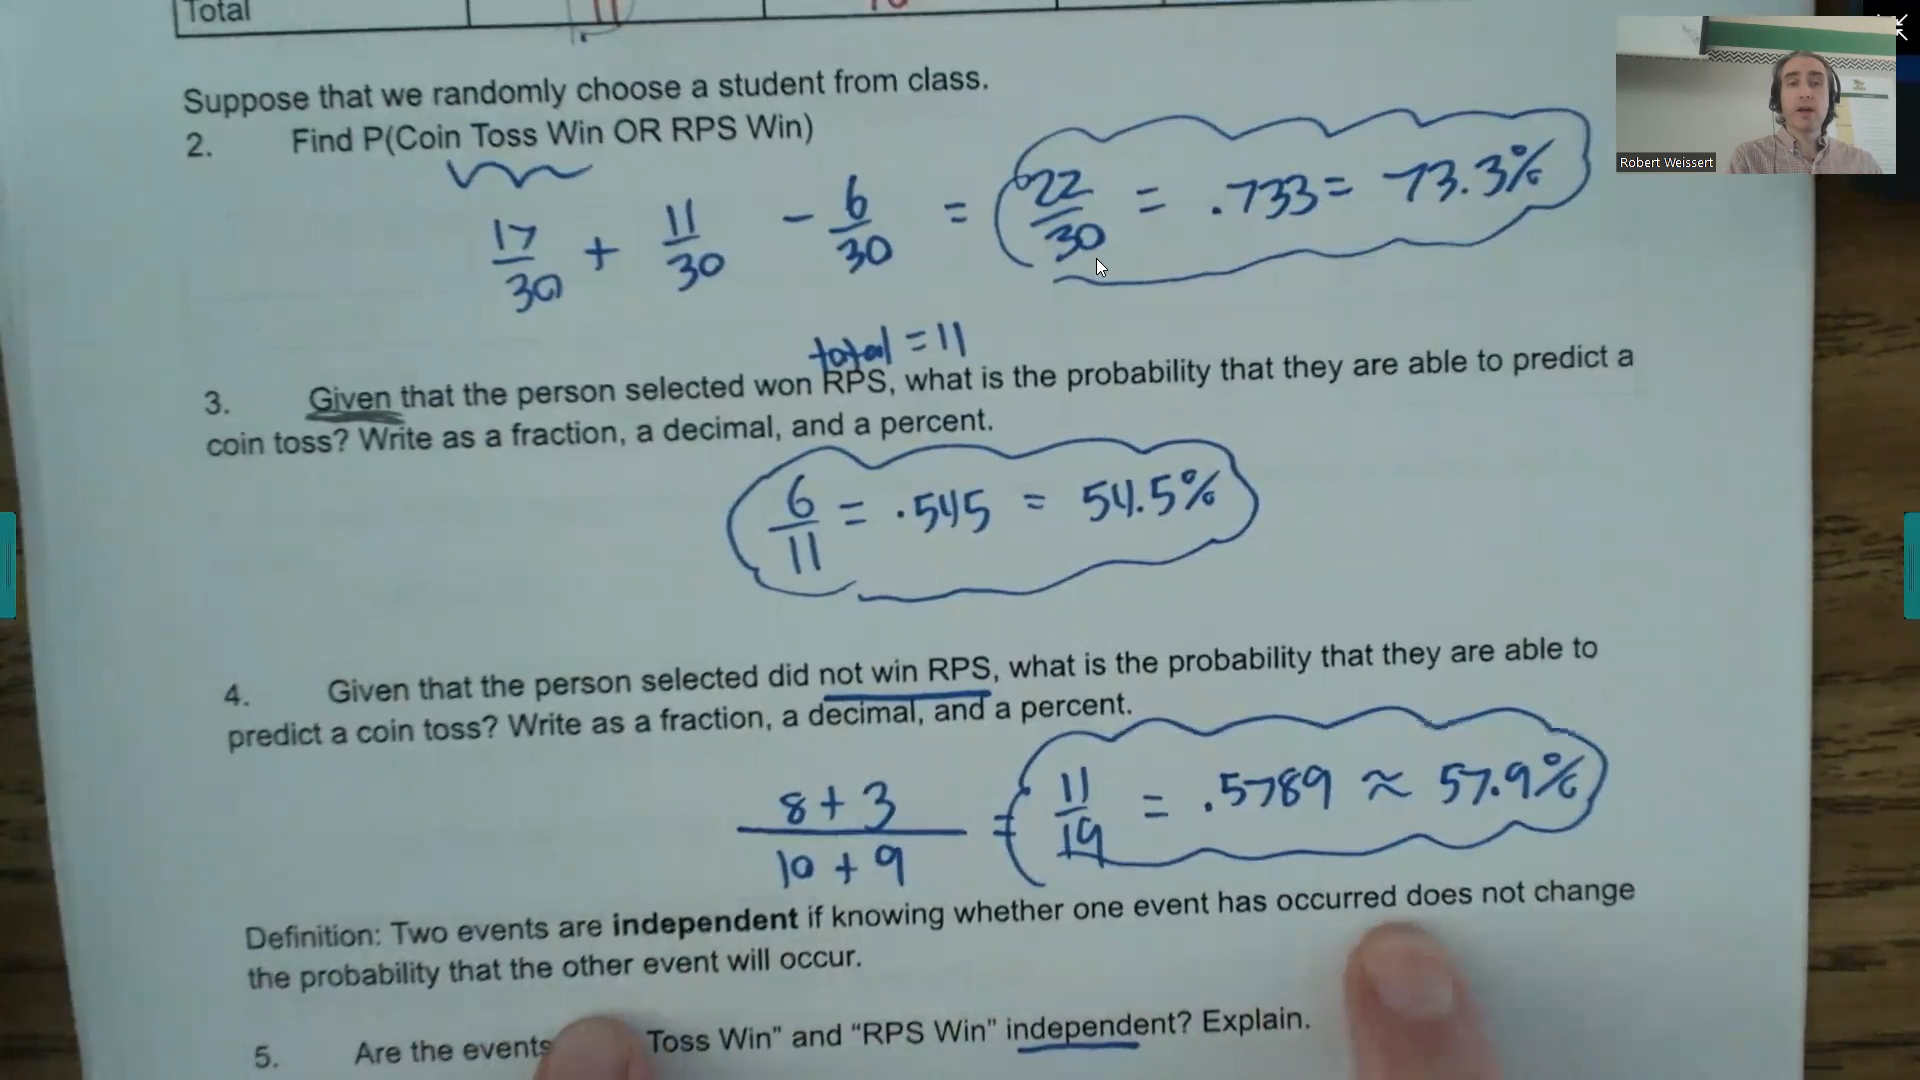 Total 11 10
Suppose that we randomly choose a student from class.
2. Find P(Coin Toss Win OR RPS Win)
17/30 + 11/30 - 6/30 = 22/30 = .733 = 73.3%
Robert Weissert
total = 11
3. Given that the person selected won RPS, what is the probability that they are able to predict a
coin toss? Write as a fraction, a decimal, and a percent.
6/11 = .545 = 54.5%
4. Given that the person selected did not win RPS, what is the probability that they are able to
predict a coin toss? Write as a fraction, a decimal, and a percent.
8 + 3 / 10 + 9 = 11/19 = .5789 ≈ 57.9%
Definition: Two events are independent if knowing whether one event has occurred does not change
the probability that the other event will occur.
5. Are the events Toss Win” and “RPS Win” independent? Explain.